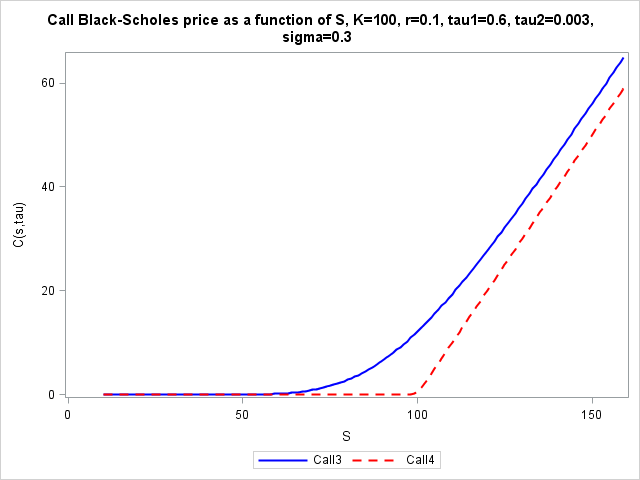 Call Black-Scholes price as a function of S, K=100, r=0.1, tau1=0.6, tau2=0.003,
sigma=0.3
60
40
20
0
C(s,tau)
0 50 100 150
S
Call3 Call4